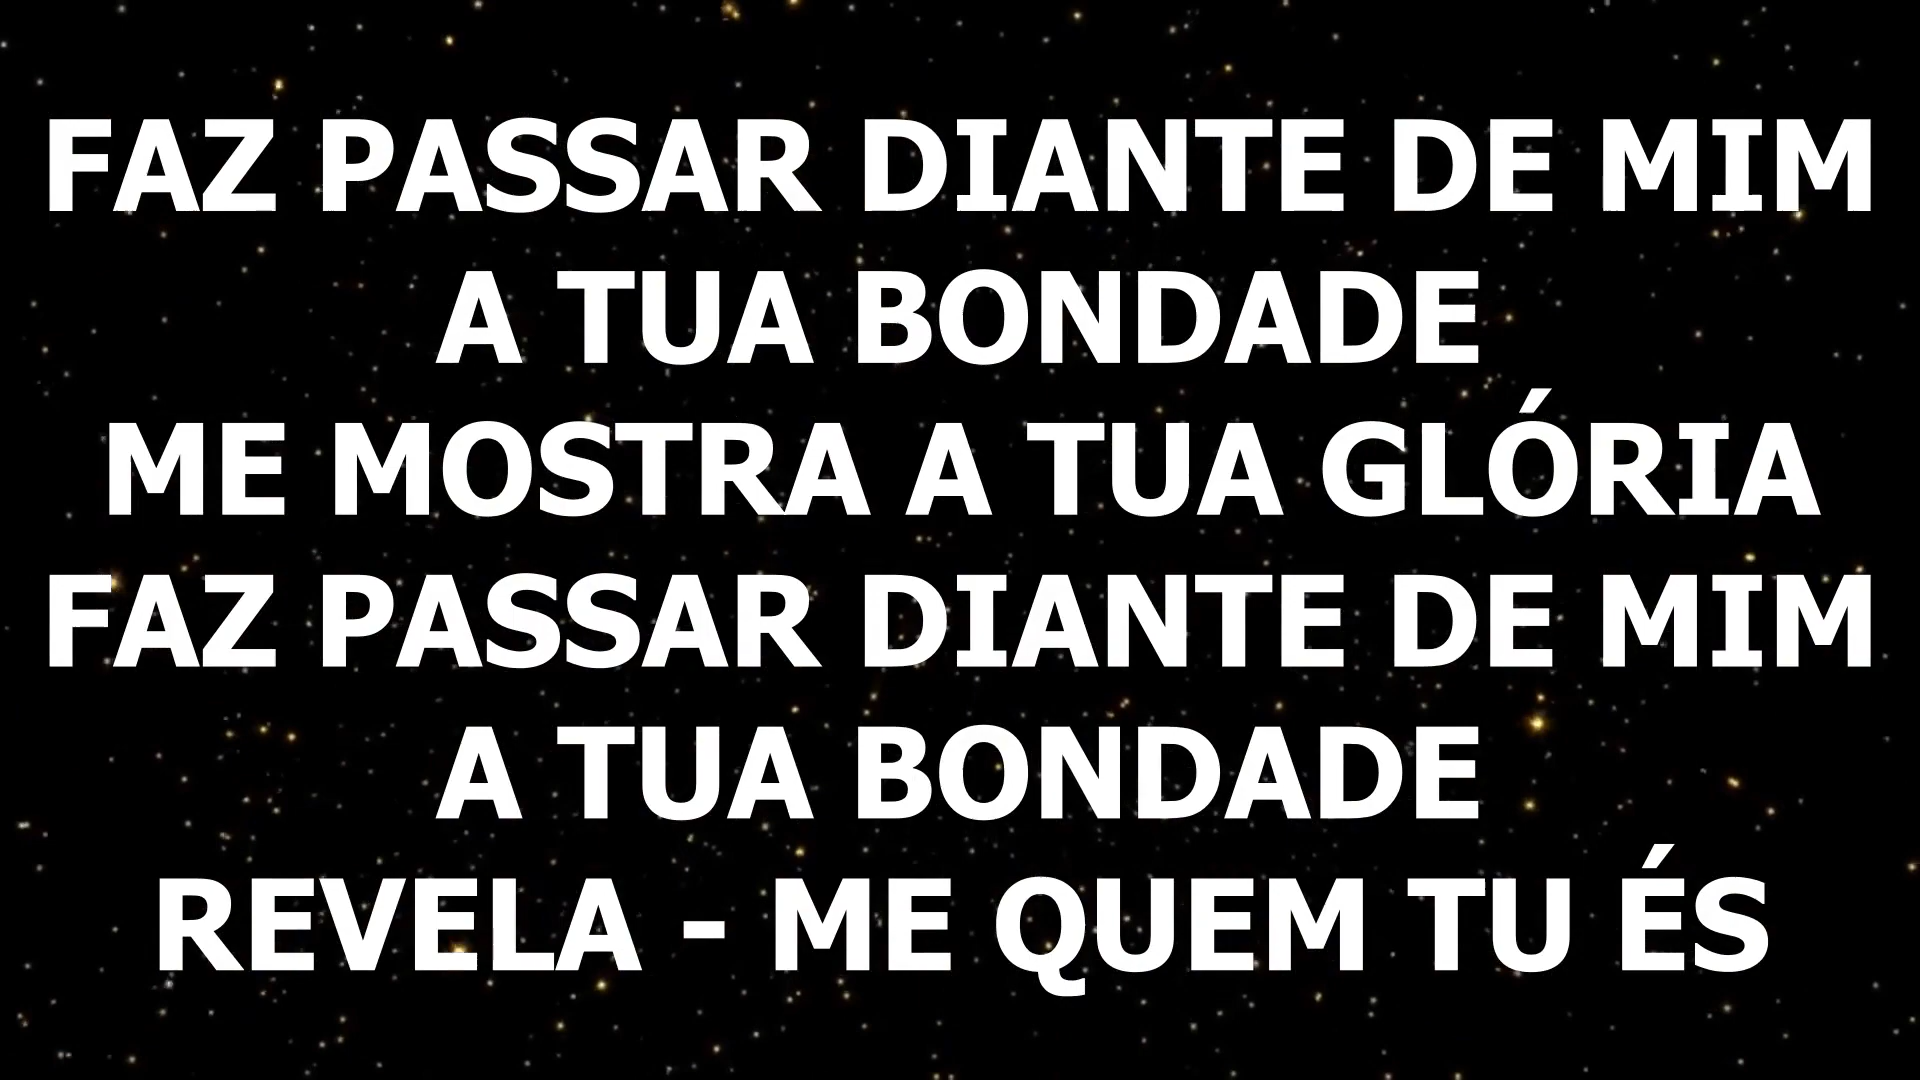 FAZ PASSAR DIANTE DE MIM
A TUA BONDADE
ME MOSTRA A TUA GLÓRIA
FAZ PASSAR DIANTE DE MIM
A TUA BONDADE
REVELA - ME QUEM TU ÉS